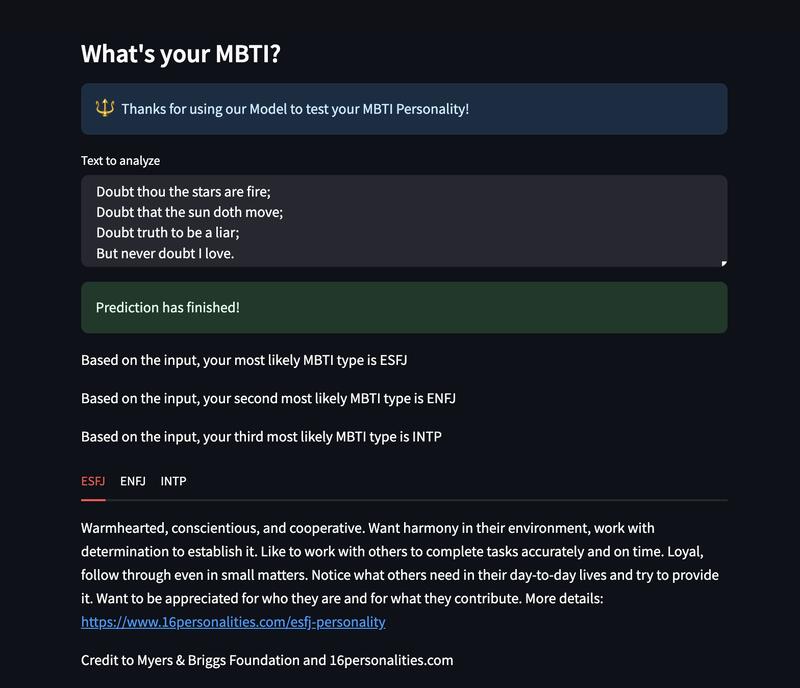 What's your MBTI?
🔱 Thanks for using our Model to test your MBTI Personality!
Text to analyze
Doubt thou the stars are fire;
Doubt that the sun doth move;
Doubt truth to be a liar;
But never doubt I love.
Prediction has finished!
Based on the input, your most likely MBTI type is ESFJ
Based on the input, your second most likely MBTI type is ENFJ
Based on the input, your third most likely MBTI type is INTP
ESFJ ENFJ INTP
Warmhearted, conscientious, and cooperative. Want harmony in their environment, work with
determination to establish it. Like to work with others to complete tasks accurately and on time. Loyal,
follow through even in small matters. Notice what others need in their day-to-day lives and try to provide
it. Want to be appreciated for who they are and for what they contribute. More details:
https://www.16personalities.com/esfj-personality
Credit to Myers & Briggs Foundation and 16personalities.com